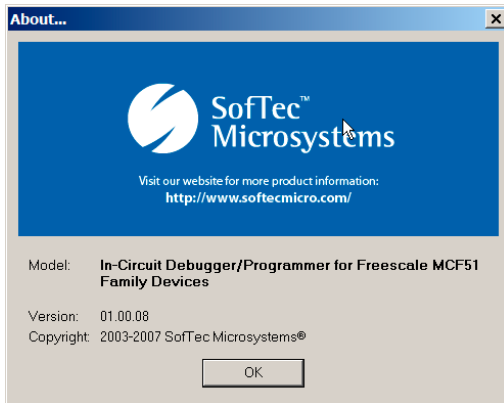 About...
SofTec™
Microsystems
Visit our website for more product information:
http://www.softecmicro.com/
Model: In-Circuit Debugger/Programmer for Freescale MCF51
Family Devices
Version: 01.00.08
Copyright: 2003-2007 SofTec Microsystems®
OK